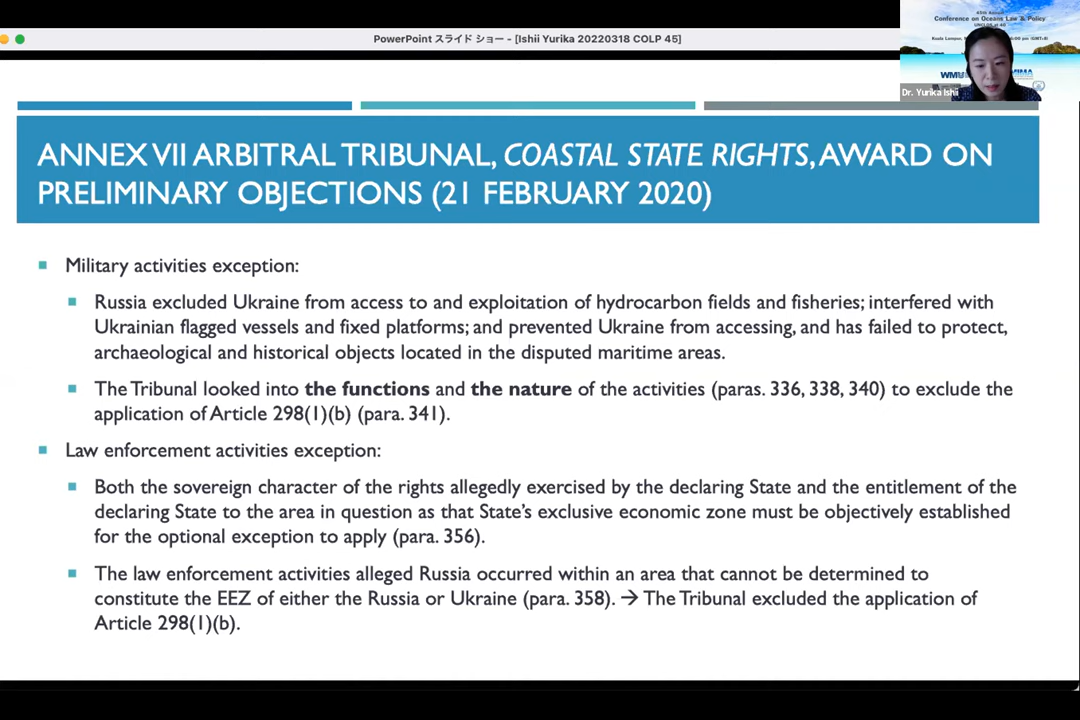 PowerPoint スライド ショー - [Ishii Yurika 20220318 COLP 45]
45th Annual
Conference on Oceans Law & Policy
UNCLOS at 40
Dr. Yurika Ishii
ANNEX VII ARBITRAL TRIBUNAL, COASTAL STATE RIGHTS, AWARD ON
PRELIMINARY OBJECTIONS (21 FEBRUARY 2020)
Military activities exception:
Russia excluded Ukraine from access to and exploitation of hydrocarbon fields and fisheries; interfered with
Ukrainian flagged vessels and fixed platforms; and prevented Ukraine from accessing, and has failed to protect,
archaeological and historical objects located in the disputed maritime areas.
The Tribunal looked into the functions and the nature of the activities (paras. 336, 338, 340) to exclude the
application of Article 298(1)(b) (para. 341).
Law enforcement activities exception:
Both the sovereign character of the rights allegedly exercised by the declaring State and the entitlement of the
declaring State to the area in question as that State's exclusive economic zone must be objectively established
for the optional exception to apply (para. 356).
The law enforcement activities alleged Russia occurred within an area that cannot be determined to
constitute the EEZ of either the Russia or Ukraine (para. 358). → The Tribunal excluded the application of
Article 298(1)(b).